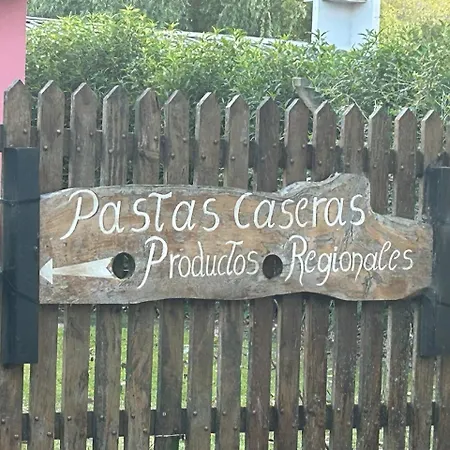 Pastas Caseras
Productos Regionales